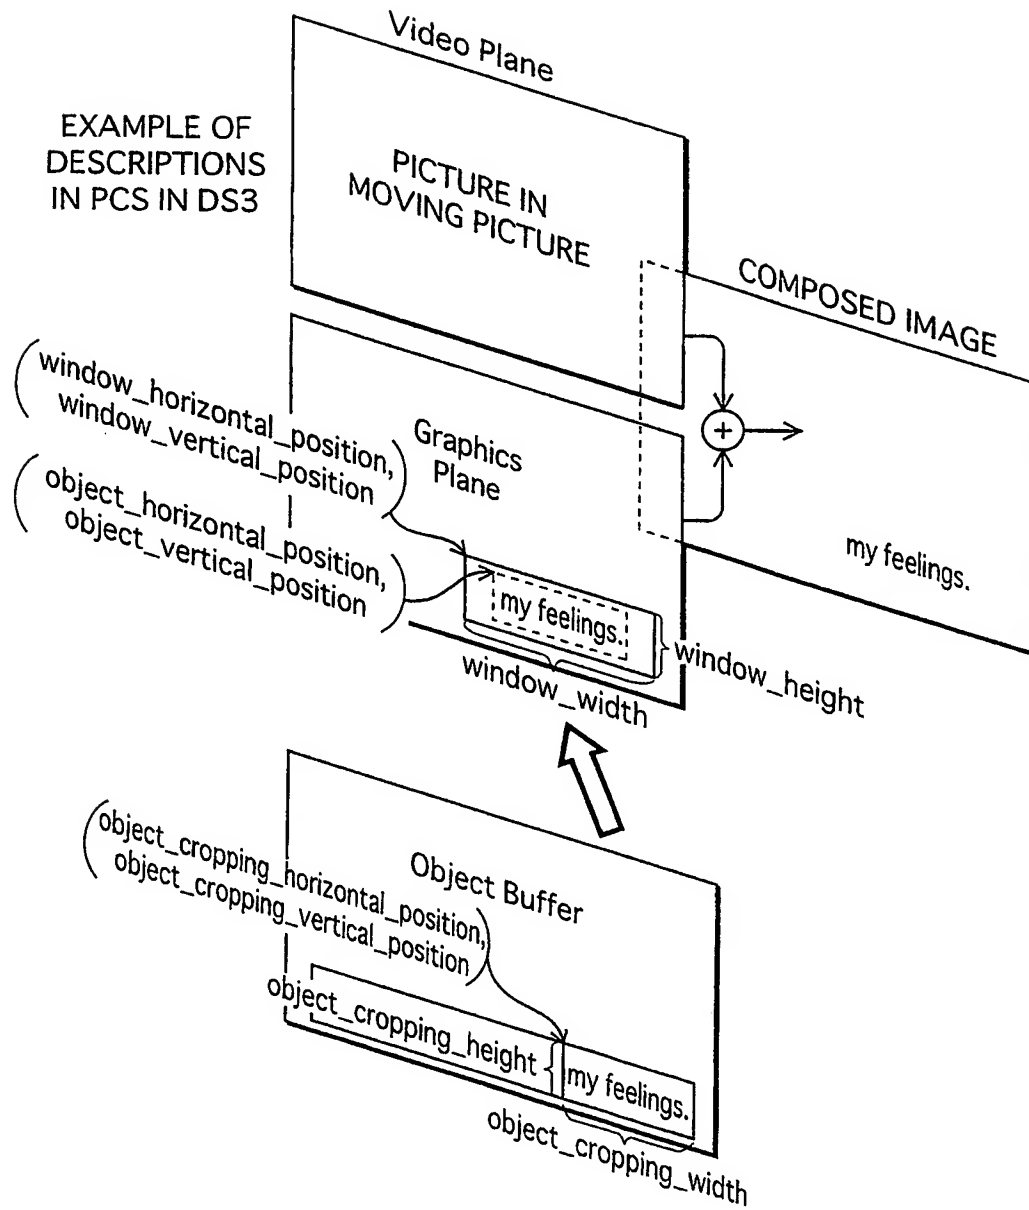 Video Plane
EXAMPLE OF
DESCRIPTIONS
IN PCS IN DS3
PICTURE IN
MOVING PICTURE
COMPOSED IMAGE
(window_horizontal_position,
window_vertical_position)
Graphics
Plane
+
(object_horizontal_position,
object_vertical_position)
my feelings.
my feelings.
window_height
window_width
Object Buffer
(object_cropping_horizontal_position,
object_cropping_vertical_position)
object_cropping_height
my feelings.
object_cropping_width